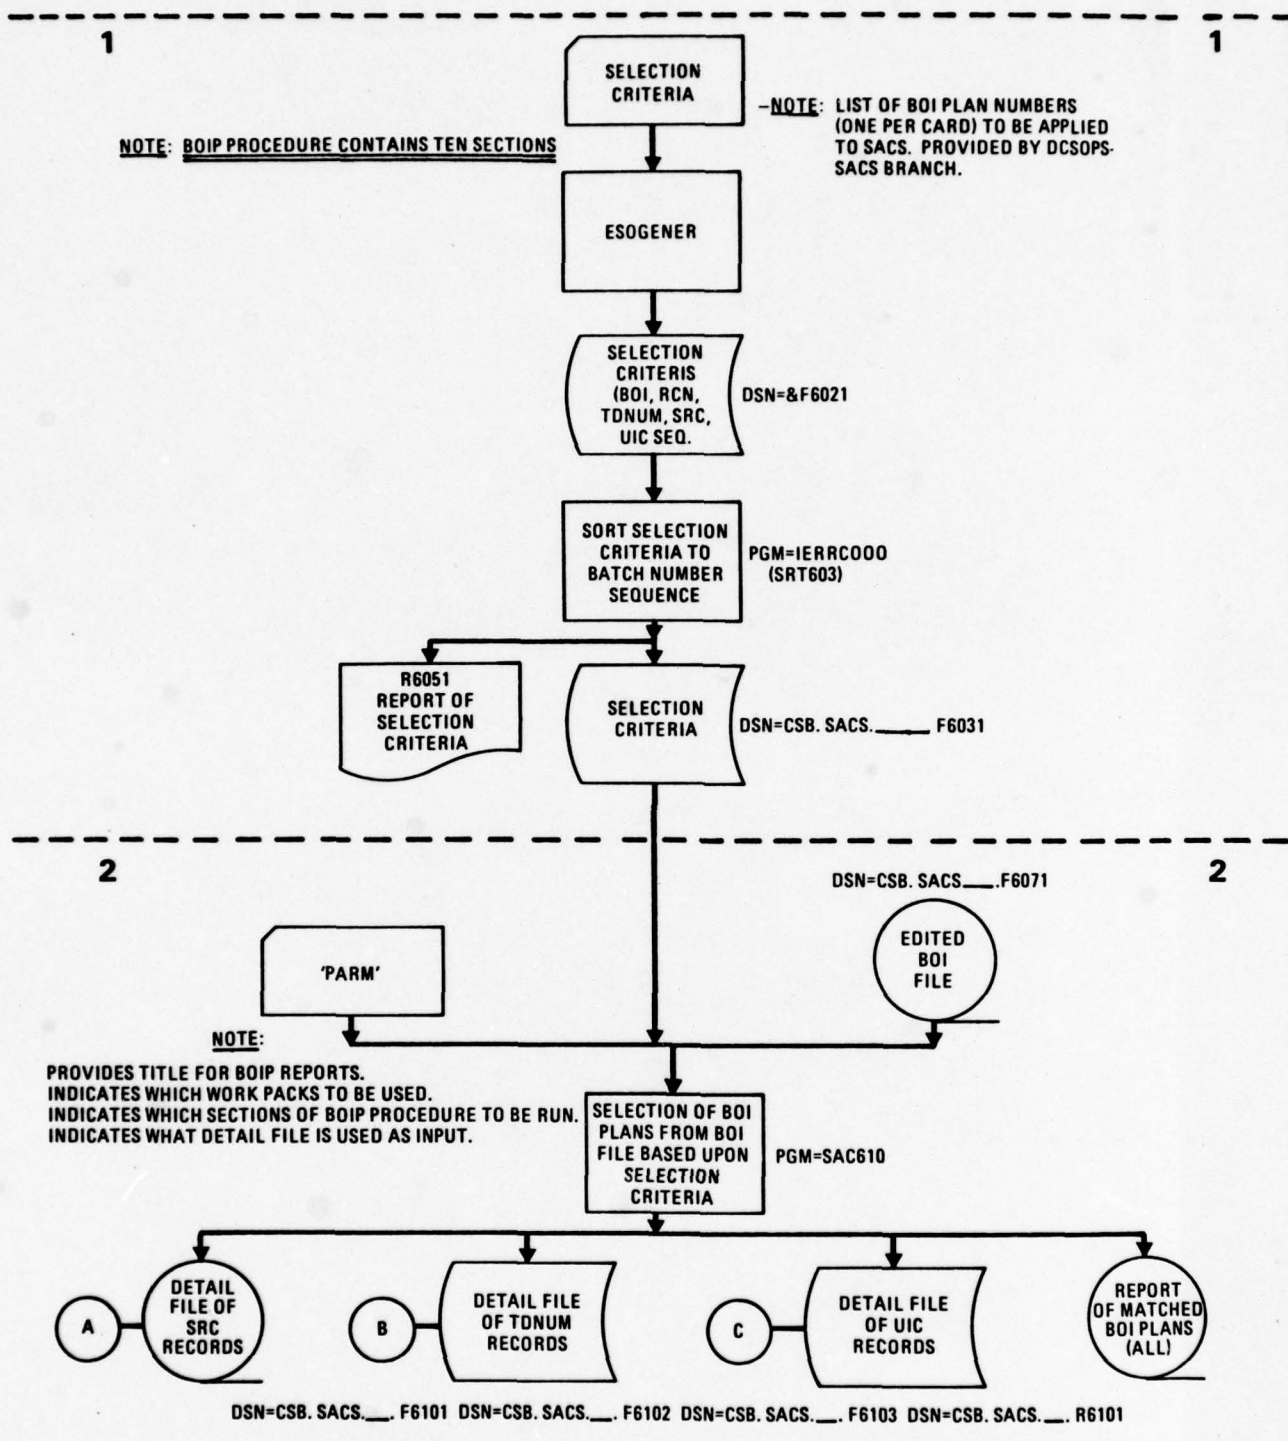 1
1
SELECTION
CRITERIA
–NOTE: LIST OF BOI PLAN NUMBERS
(ONE PER CARD) TO BE APPLIED
TO SACS. PROVIDED BY DCSOPS-
SACS BRANCH.
NOTE: BOIP PROCEDURE CONTAINS TEN SECTIONS
ESOGENER
SELECTION
CRITERIS
(BOI, RCN,
TDNUM, SRC,
UIC SEQ.
DSN=&F6021
SORT SELECTION
CRITERIA TO
BATCH NUMBER
SEQUENCE
PGM=IERRCOOO
(SRT603)
R6051
REPORT OF
SELECTION
CRITERIA
SELECTION
CRITERIA
DSN=CSB. SACS. ____ F6031
2
2
DSN=CSB. SACS___.F6071
'PARM'
EDITED
BOI
FILE
NOTE:
PROVIDES TITLE FOR BOIP REPORTS.
INDICATES WHICH WORK PACKS TO BE USED.
INDICATES WHICH SECTIONS OF BOIP PROCEDURE TO BE RUN.
INDICATES WHAT DETAIL FILE IS USED AS INPUT.
SELECTION OF BOI
PLANS FROM BOI
FILE BASED UPON
SELECTION
CRITERIA
PGM=SAC610
A
DETAIL
FILE OF
SRC
RECORDS
B
DETAIL FILE
OF TDNUM
RECORDS
C
DETAIL FILE
OF UIC
RECORDS
REPORT
OF MATCHED
BOI PLANS
(ALL)
DSN=CSB. SACS.___. F6101 DSN=CSB. SACS.___. F6102 DSN=CSB. SACS.___. F6103 DSN=CSB. SACS.___. R6101